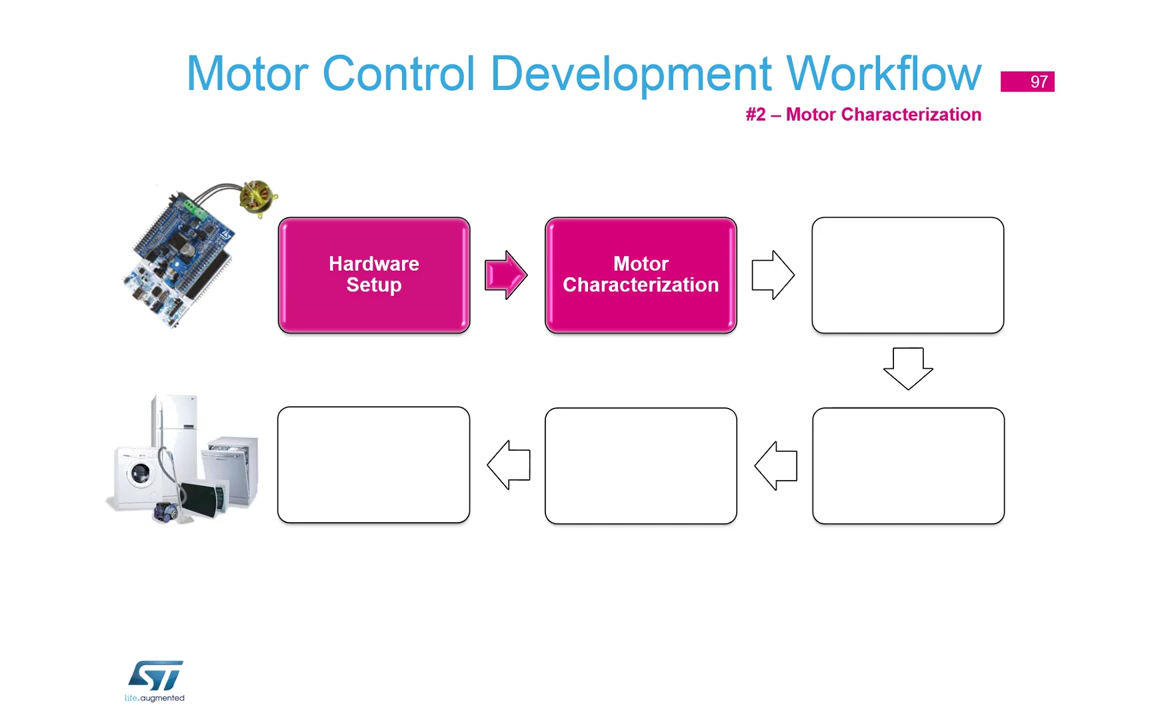 Motor Control Development Workflow
97
#2 – Motor Characterization
Hardware
Setup
Motor
Characterization
life.augmented